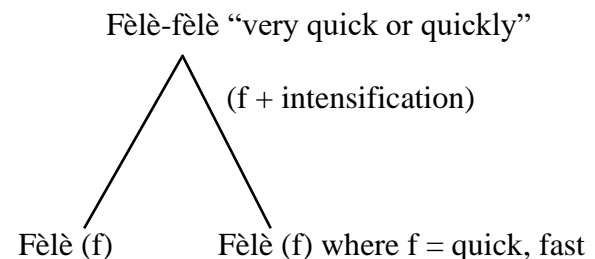 Fèlè-fèlè “very quick or quickly”
(f + intensification)
Fèlè (f) Fèlè (f) where f = quick, fast